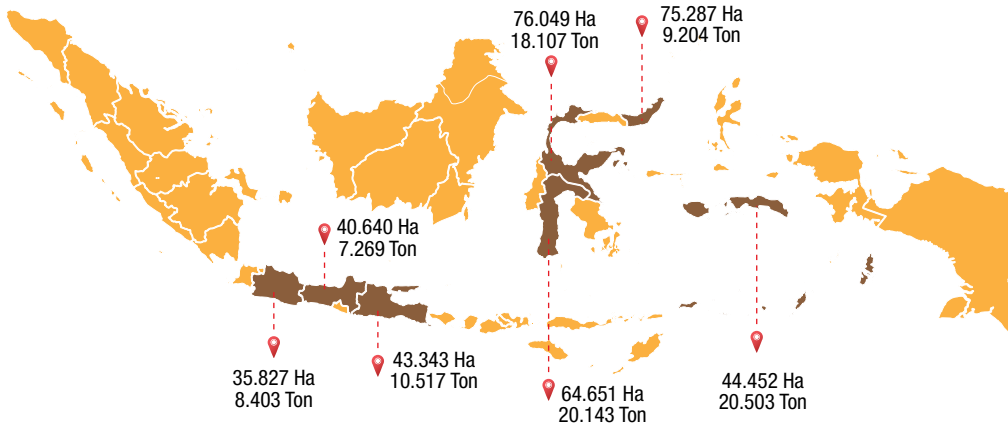 76.049 Ha
18.107 Ton
75.287 Ha
9.204 Ton
40.640 Ha
7.269 Ton
35.827 Ha
8.403 Ton
43.343 Ha
10.517 Ton
64.651 Ha
20.143 Ton
44.452 Ha
20.503 Ton